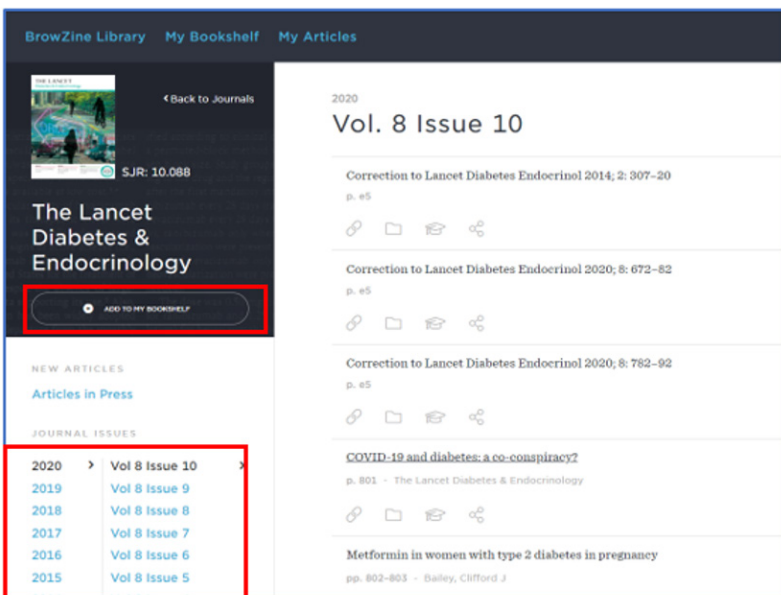 BrowZine Library My Bookshelf My Articles
THE LANCET
Diabetes & Endocrinology
Back to Journals
SJR: 10.088
The Lancet
Diabetes &
Endocrinology
ADD TO MY BOOKSHELF
NEW ARTICLES
Articles in Press
JOURNAL ISSUES
2020 Vol 8 Issue 10
2019 Vol 8 Issue 9
2018 Vol 8 Issue 8
2017 Vol 8 Issue 7
2016 Vol 8 Issue 6
2015 Vol 8 Issue 5
2020
Vol. 8 Issue 10
Correction to Lancet Diabetes Endocrinol 2014; 2: 307–20
p. e5
Correction to Lancet Diabetes Endocrinol 2020; 8: 672–82
p. e5
Correction to Lancet Diabetes Endocrinol 2020; 8: 782–92
p. e5
COVID-19 and diabetes: a co-conspiracy?
p. 801 · The Lancet Diabetes & Endocrinology
Metformin in women with type 2 diabetes in pregnancy
pp. 802–803 · Bailey, Clifford J